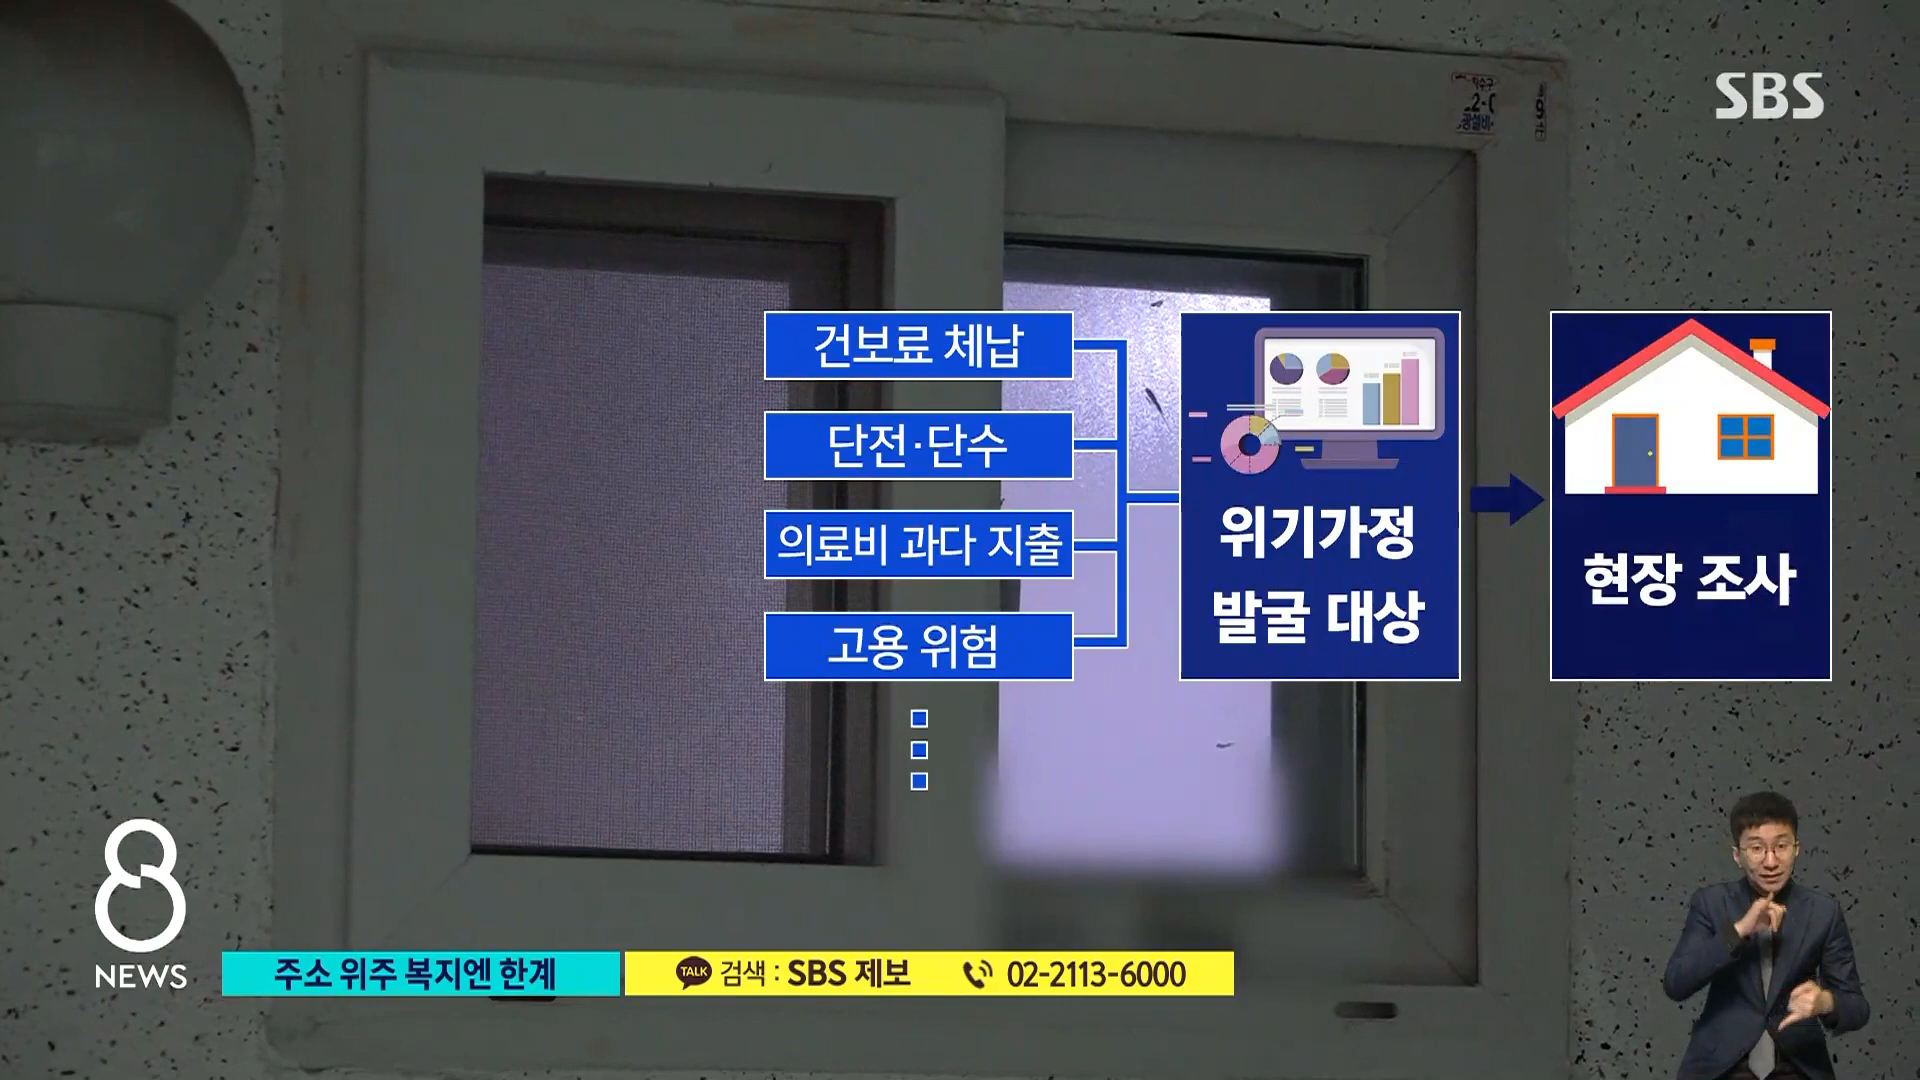 SBS
건보료 체납
단전·단수
의료비 과다 지출
고용 위험
위기가정
발굴 대상
현장 조사
8
NEWS
주소 위주 복지엔 한계
TALK 검색 : SBS 제보 02-2113-6000